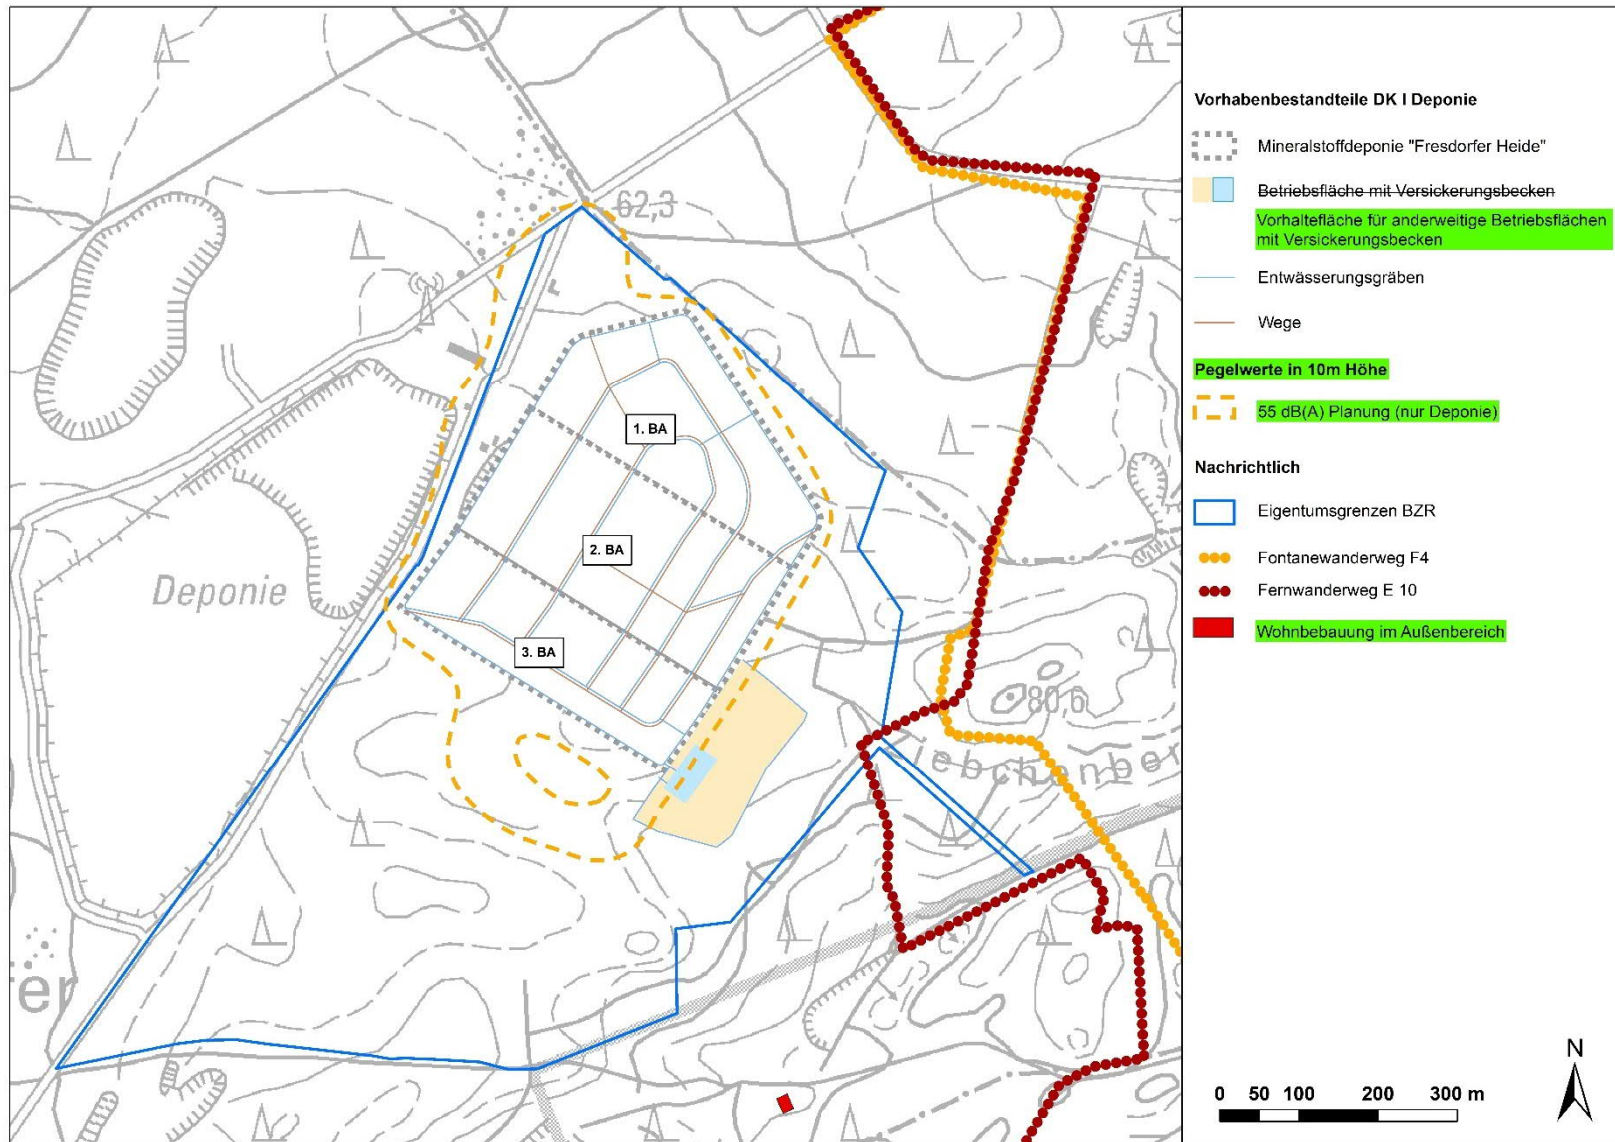 62,3
1. BA
2. BA
Deponie
3. BA
80,6
iebchenber
fer
Vorhabenbestandteile DK I Deponie
Mineralstoffdeponie "Fresdorfer Heide"
Betriebsfläche mit Versickerungsbecken
Vorhaltefläche für anderweitige Betriebsflächen
mit Versickerungsbecken
Entwässerungsgräben
Wege
Pegelwerte in 10m Höhe
55 dB(A) Planung (nur Deponie)
Nachrichtlich
Eigentumsgrenzen BZR
Fontanewanderweg F4
Fernwanderweg E 10
Wohnbebauung im Außenbereich
N
0 50 100 200 300 m